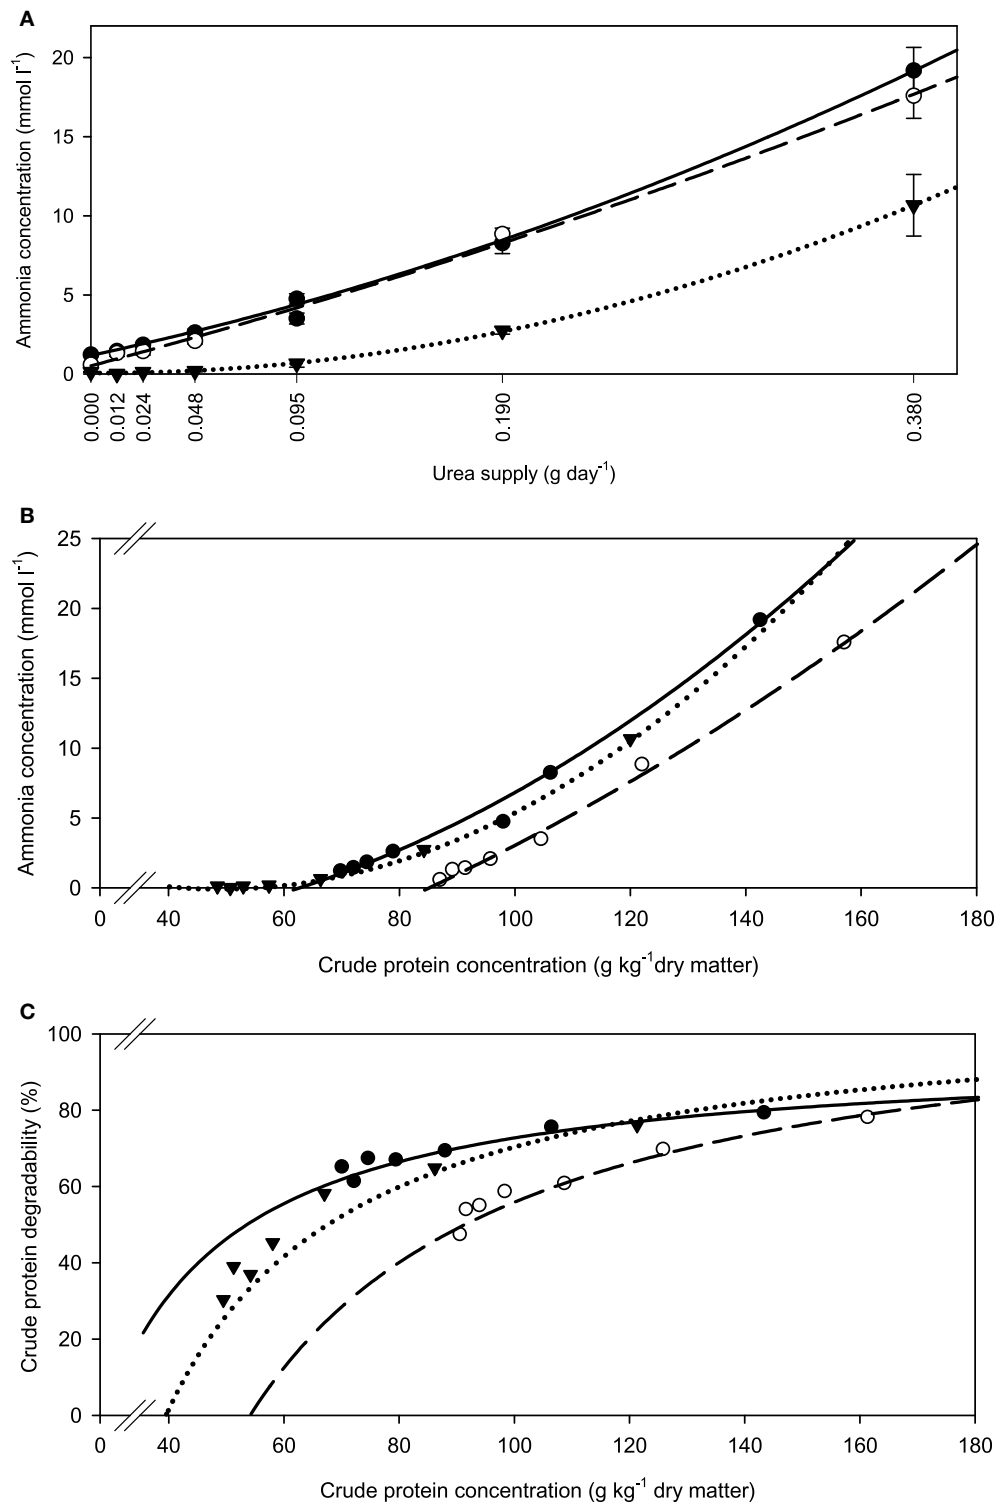 A
Ammonia concentration (mmol l⁻¹)
20
15
10
5
0
0.000
0.012
0.024
0.048
0.095
0.190
0.380
Urea supply (g day⁻¹)
B
Ammonia concentration (mmol l⁻¹)
25
20
15
10
5
0
0 40 60 80 100 120 140 160 180
Crude protein concentration (g kg⁻¹dry matter)
C
Crude protein degradability (%)
100
80
60
40
20
0
0 40 60 80 100 120 140 160 180
Crude protein concentration (g kg⁻¹ dry matter)